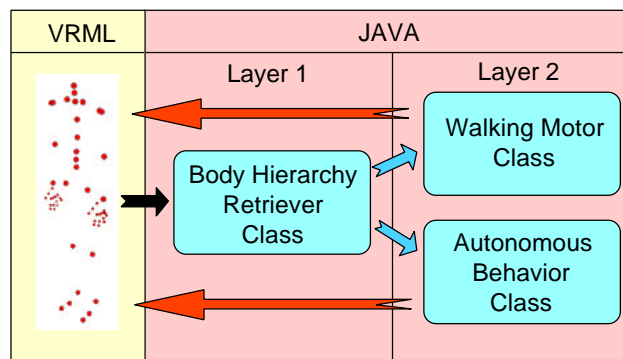 VRML
JAVA
Layer 1
Layer 2
Body Hierarchy
Retriever
Class
Walking Motor
Class
Autonomous
Behavior
Class